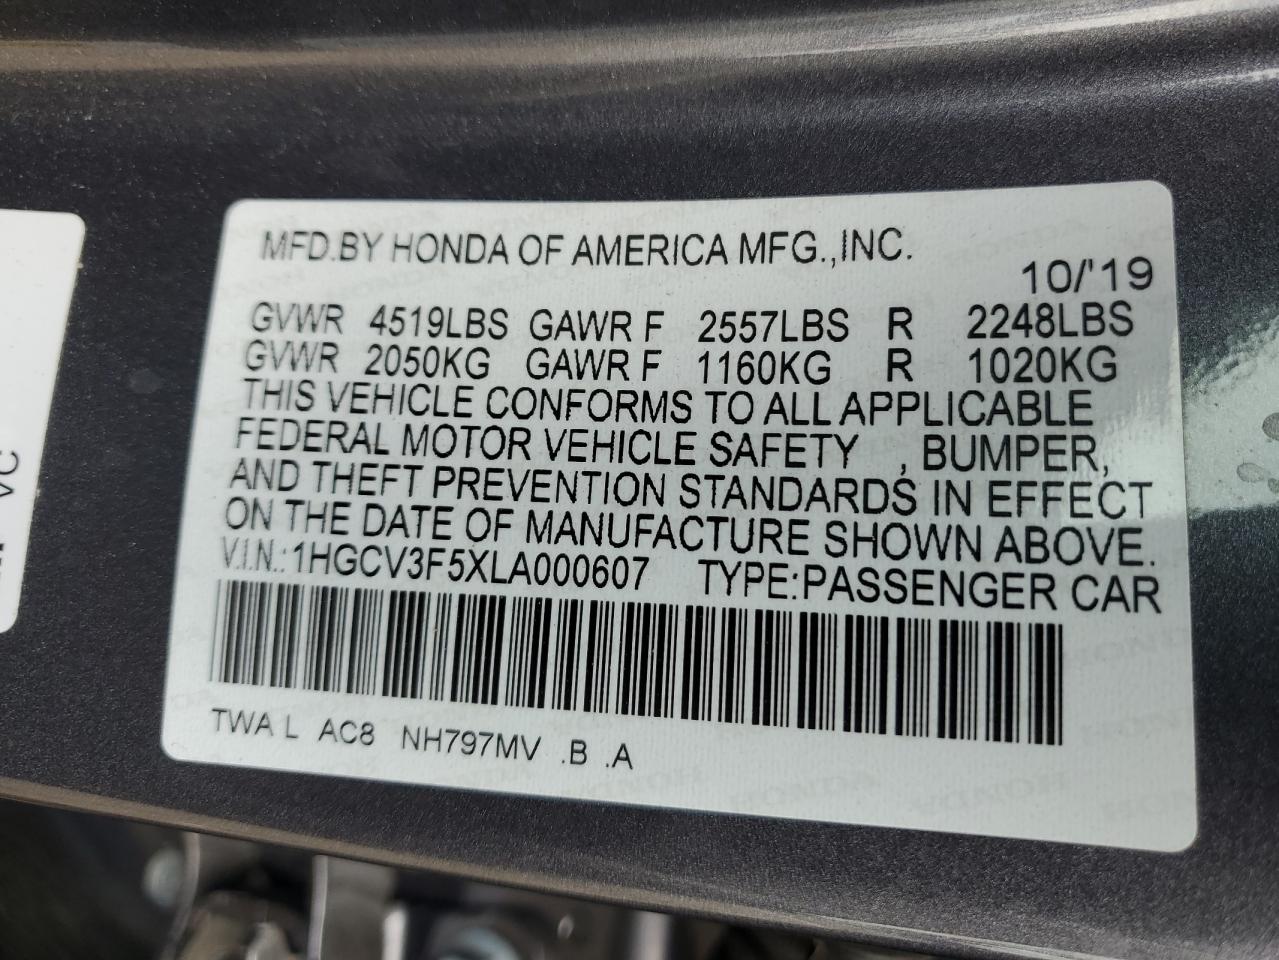 MFD.BY HONDA OF AMERICA MFG.,INC.
10/'19
GVWR 4519LBS GAWR F 2557LBS R 2248LBS
GVWR 2050KG GAWR F 1160KG R 1020KG
THIS VEHICLE CONFORMS TO ALL APPLICABLE
FEDERAL MOTOR VEHICLE SAFETY , BUMPER,
AND THEFT PREVENTION STANDARDS IN EFFECT
ON THE DATE OF MANUFACTURE SHOWN ABOVE.
V.I.N.: 1HGCV3F5XLA000607 TYPE:PASSENGER CAR
TWA L AC8 NH797MV .B .A
VC